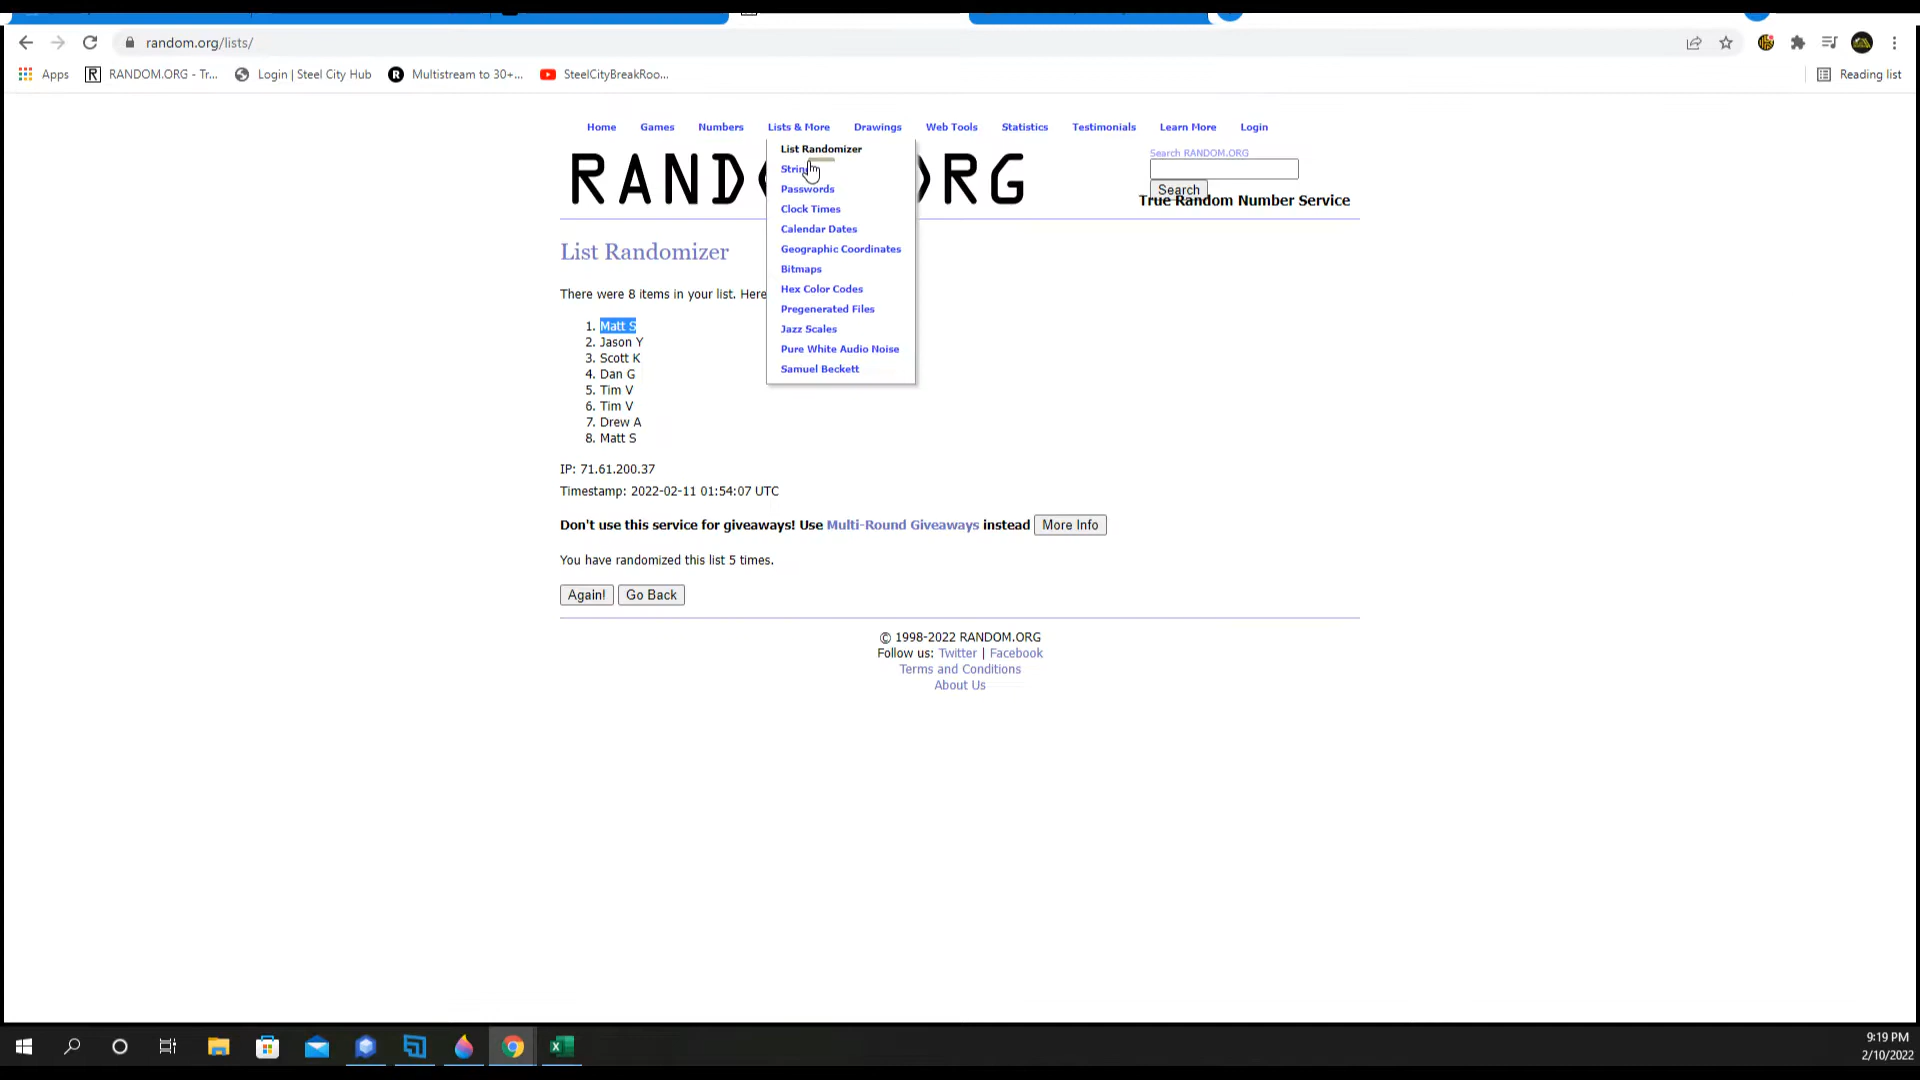 random.org/lists/
Apps RANDOM.ORG - Tr... Login | Steel City Hub Multistream to 30+... SteelCityBreakRoo... Reading list
Home Games Numbers Lists & More Drawings Web Tools Statistics Testimonials Learn More Login
List Randomizer
Strings
Passwords
Clock Times
Calendar Dates
Geographic Coordinates
Bitmaps
Hex Color Codes
Pregenerated Files
Jazz Scales
Pure White Audio Noise
Samuel Beckett
Search RANDOM.ORG
Search
True Random Number Service
List Randomizer
There were 8 items in your list. Here
1. Matt S
2. Jason Y
3. Scott K
4. Dan G
5. Tim V
6. Tim V
7. Drew A
8. Matt S
IP: 71.61.200.37
Timestamp: 2022-02-11 01:54:07 UTC
Don't use this service for giveaways! Use Multi-Round Giveaways instead More Info
You have randomized this list 5 times.
Again! Go Back
© 1998-2022 RANDOM.ORG
Follow us: Twitter | Facebook
Terms and Conditions
About Us
9:19 PM
2/10/2022